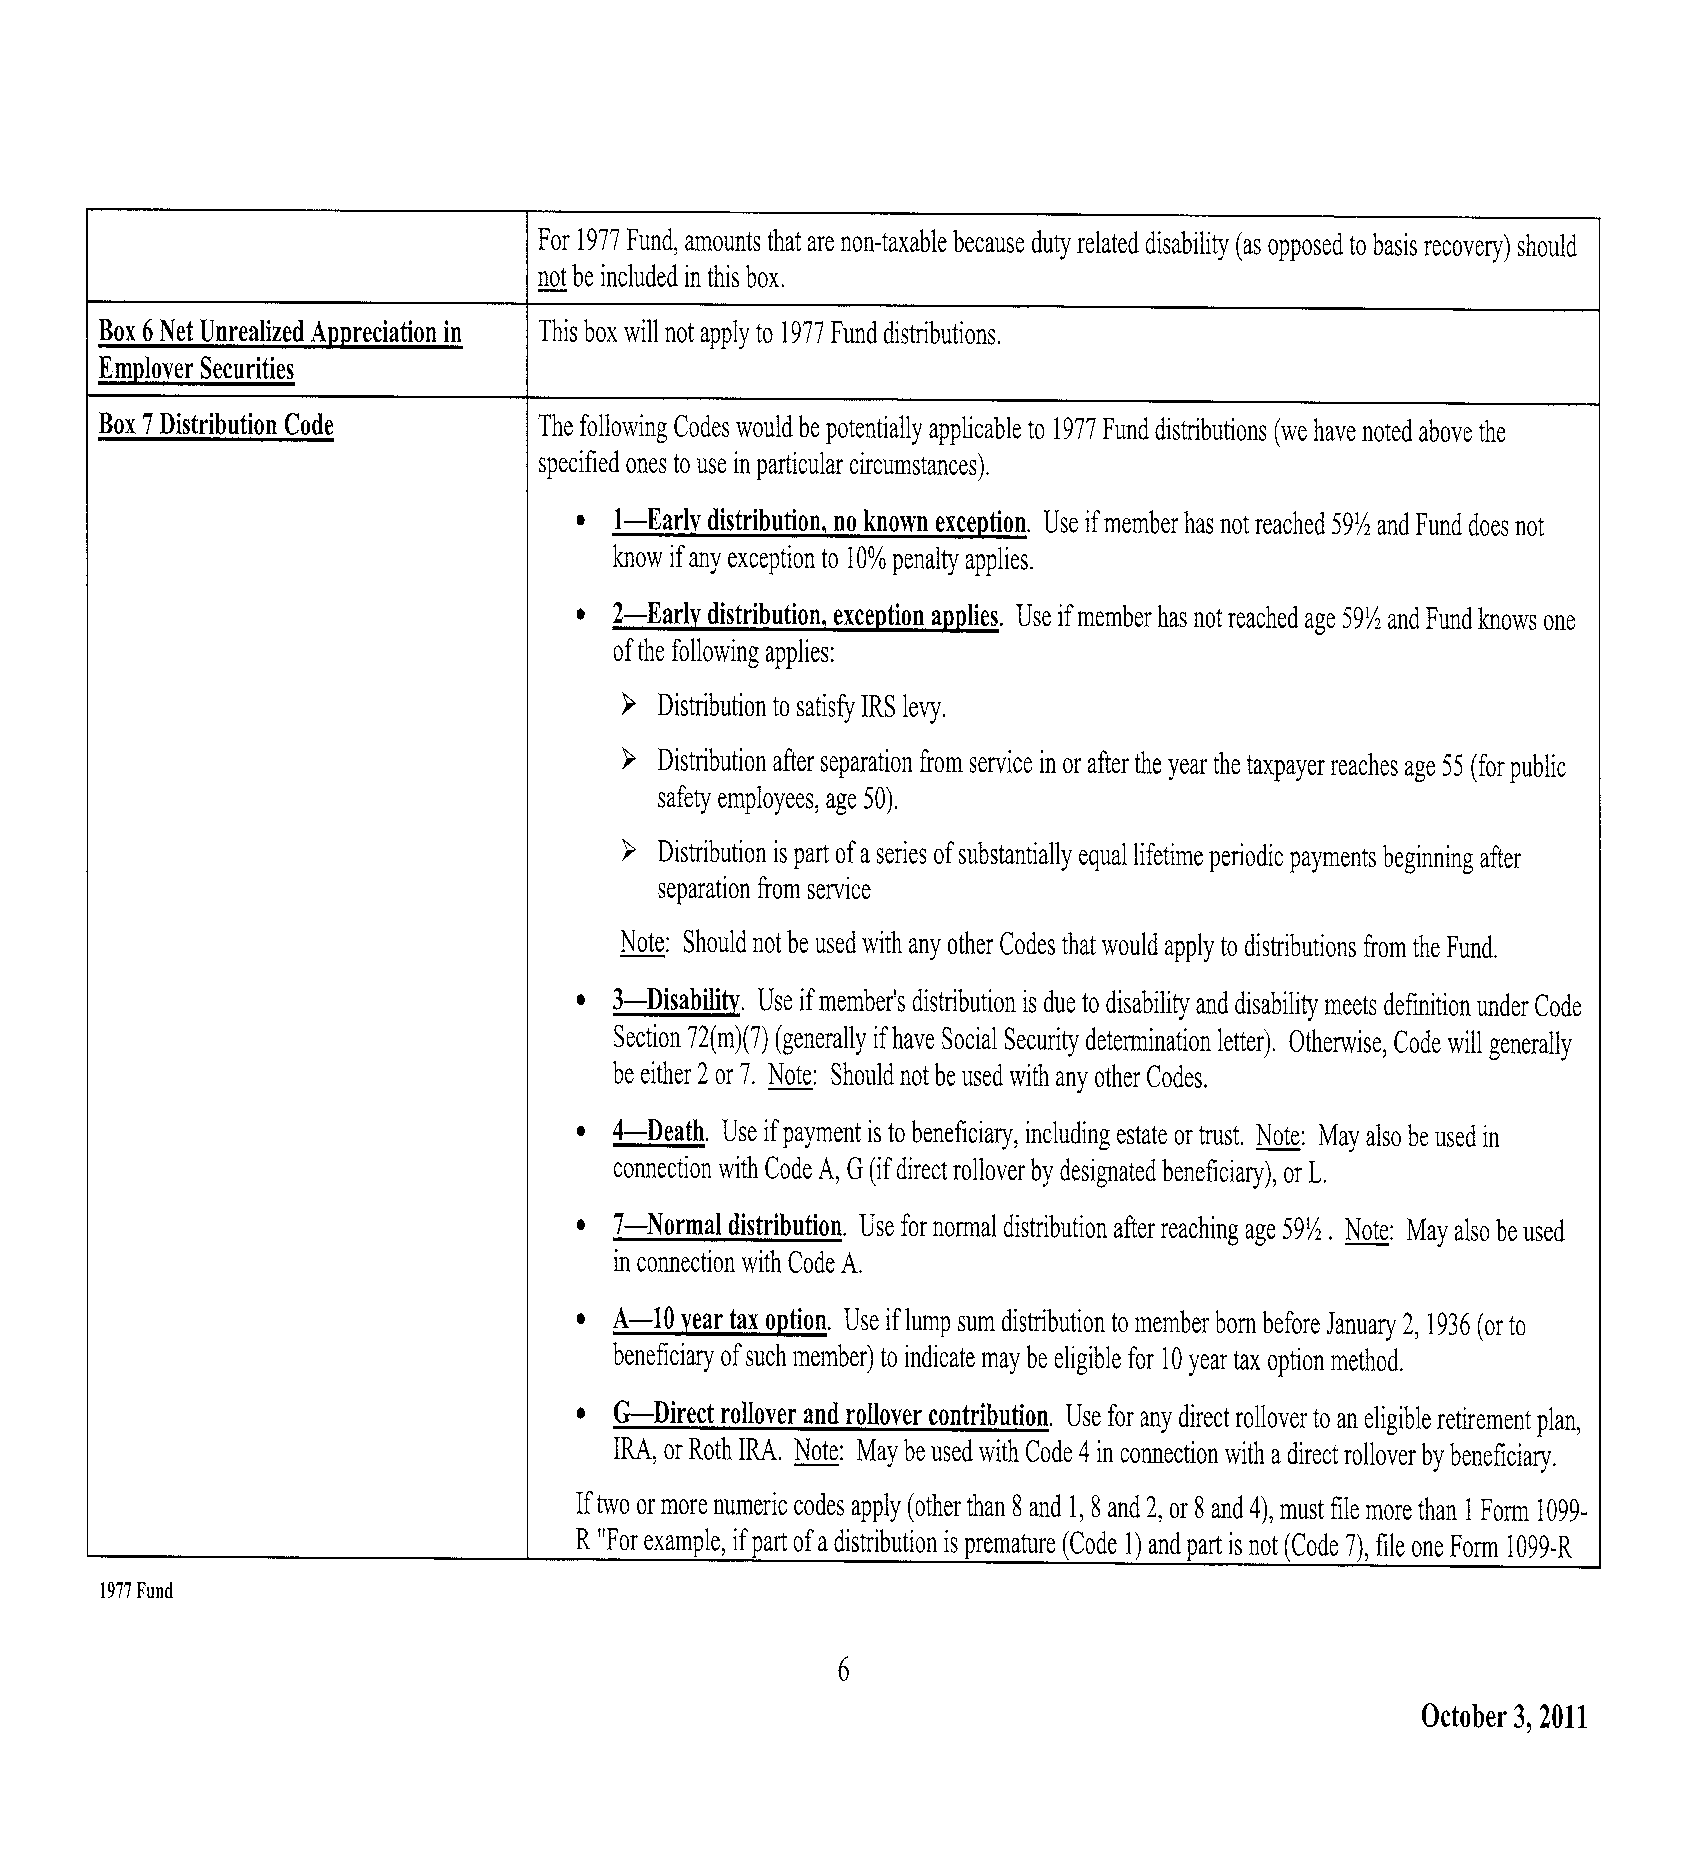 For 1977 Fund, amounts that are non-taxable because duty related disability (as opposed to basis recovery) should
not be included in this box.
Box 6 Net Unrealized Appreciation in
Employer Securities
This box will not apply to 1977 Fund distributions.
Box 7 Distribution Code
The following Codes would be potentially applicable to 1977 Fund distributions (we have noted above the
specified ones to use in particular circumstances).
• 1—Early distribution, no known exception. Use if member has not reached 59½ and Fund does not
know if any exception to 10% penalty applies.
• 2—Early distribution, exception applies. Use if member has not reached age 59½ and Fund knows one
of the following applies:
➢ Distribution to satisfy IRS levy.
➢ Distribution after separation from service in or after the year the taxpayer reaches age 55 (for public
safety employees, age 50).
➢ Distribution is part of a series of substantially equal lifetime periodic payments beginning after
separation from service
Note: Should not be used with any other Codes that would apply to distributions from the Fund.
• 3—Disability. Use if member's distribution is due to disability and disability meets definition under Code
Section 72(m)(7) (generally if have Social Security determination letter). Otherwise, Code will generally
be either 2 or 7. Note: Should not be used with any other Codes.
• 4—Death. Use if payment is to beneficiary, including estate or trust. Note: May also be used in
connection with Code A, G (if direct rollover by designated beneficiary), or L.
• 7—Normal distribution. Use for normal distribution after reaching age 59½ . Note: May also be used
in connection with Code A.
• A—10 year tax option. Use if lump sum distribution to member born before January 2, 1936 (or to
beneficiary of such member) to indicate may be eligible for 10 year tax option method.
• G—Direct rollover and rollover contribution. Use for any direct rollover to an eligible retirement plan,
IRA, or Roth IRA. Note: May be used with Code 4 in connection with a direct rollover by beneficiary.
If two or more numeric codes apply (other than 8 and 1, 8 and 2, or 8 and 4), must file more than 1 Form 1099-
R "For example, if part of a distribution is premature (Code 1) and part is not (Code 7), file one Form 1099-R
1977 Fund
6
October 3, 2011